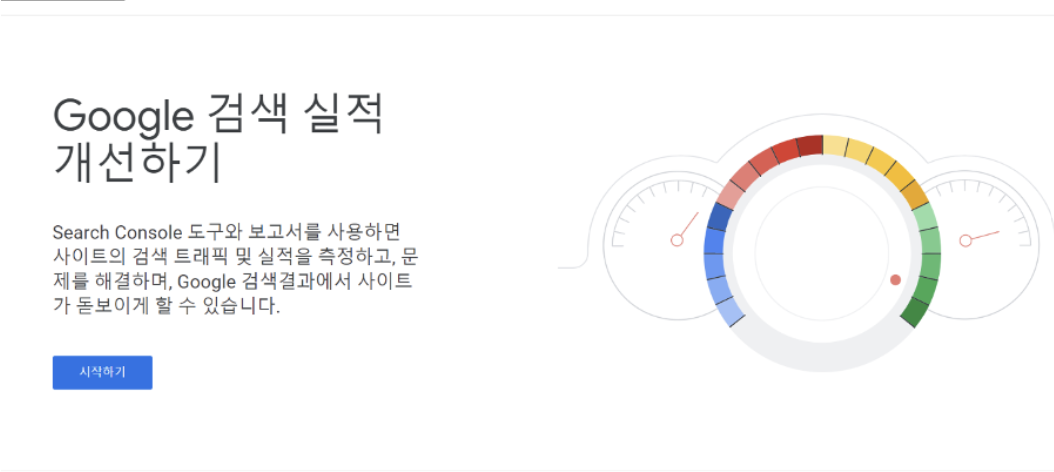 Google 검색 실적
개선하기
Search Console 도구와 보고서를 사용하면
사이트의 검색 트래픽 및 실적을 측정하고, 문
제를 해결하며, Google 검색결과에서 사이트
가 돋보이게 할 수 있습니다.
시작하기